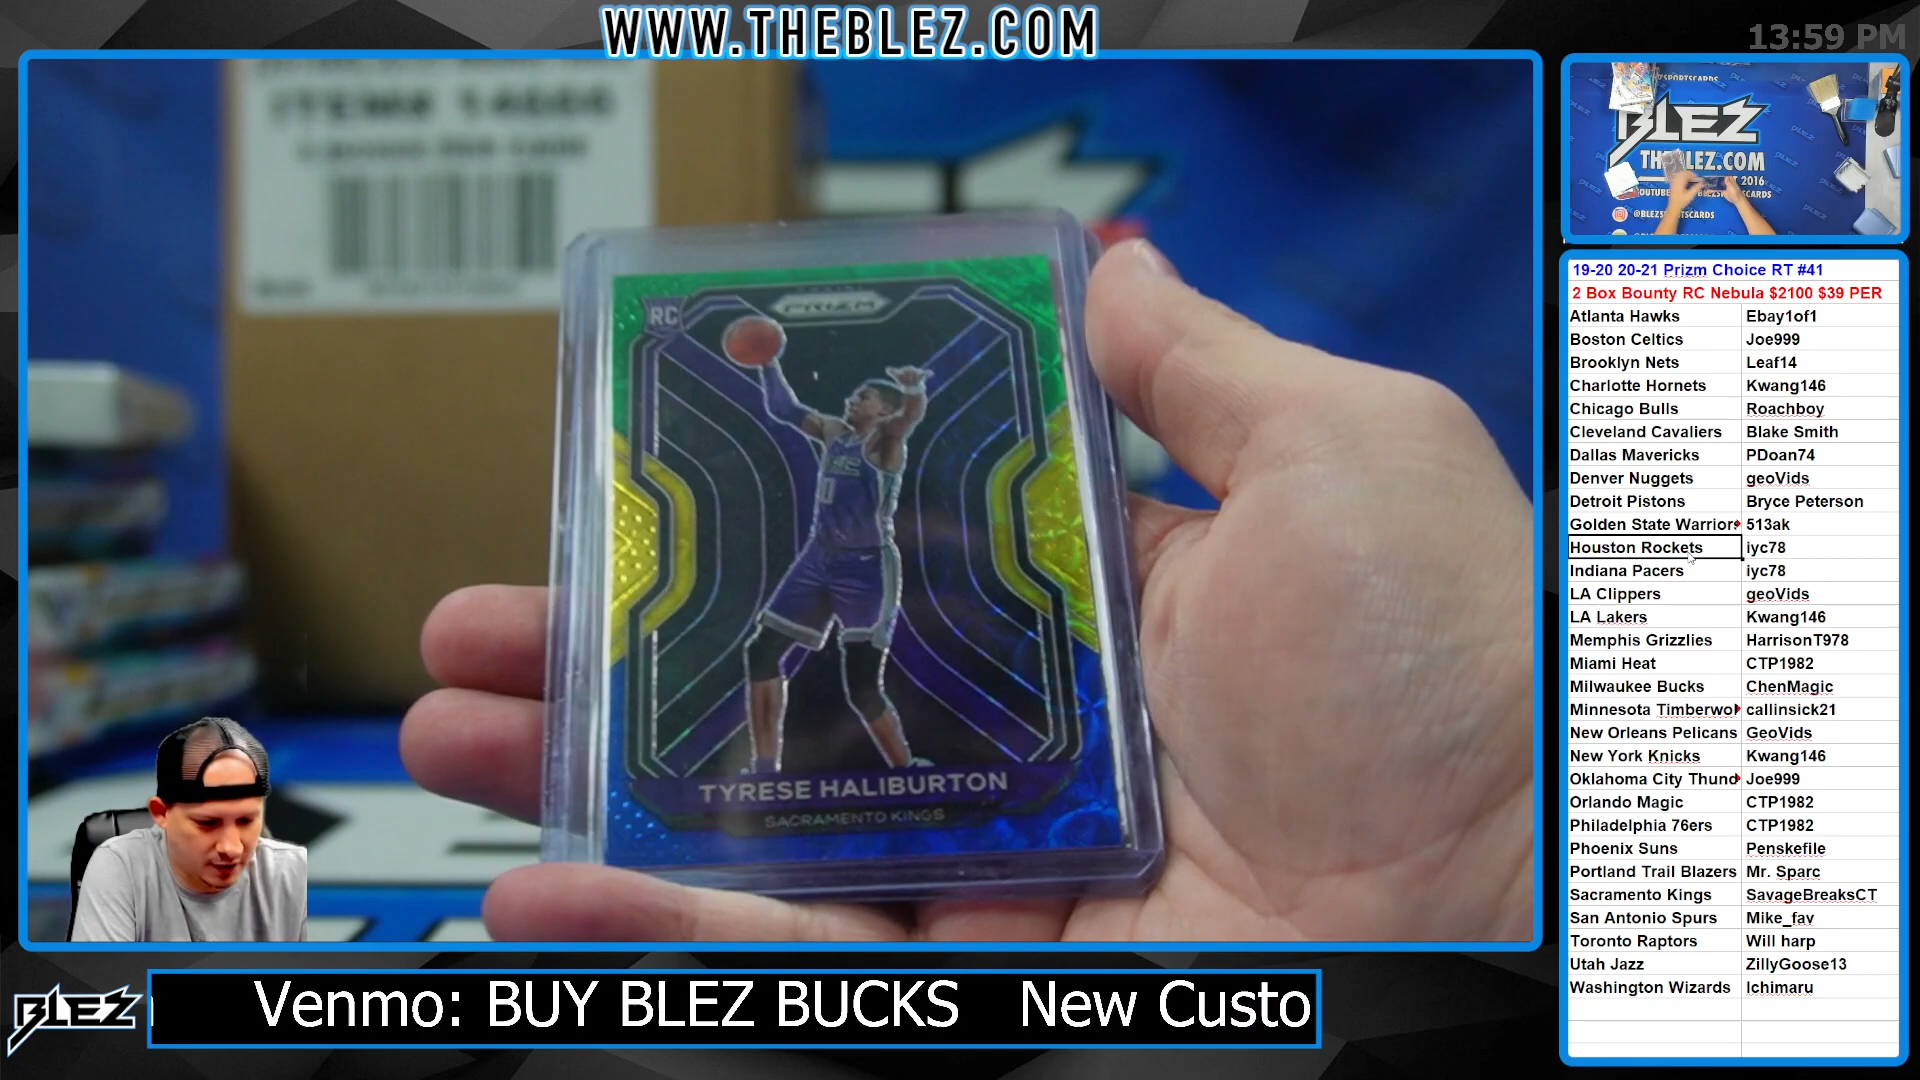 WWW.THEBLEZ.COM
13:59 PM
BLEZ
THEBLEZ.COM
2016
@BLEZSPORTSCARDS
RC
PRIZM
TYRESE HALIBURTON
SACRAMENTO KINGS
19-20 20-21 Prizm Choice RT #41
2 Box Bounty RC Nebula $2100 $39 PER
Atlanta Hawks Ebay1of1
Boston Celtics Joe999
Brooklyn Nets Leaf14
Charlotte Hornets Kwang146
Chicago Bulls Roachboy
Cleveland Cavaliers Blake Smith
Dallas Mavericks PDoan74
Denver Nuggets geoVids
Detroit Pistons Bryce Peterson
Golden State Warriors 513ak
Houston Rockets iyc78
Indiana Pacers iyc78
LA Clippers geoVids
LA Lakers Kwang146
Memphis Grizzlies HarrisonT978
Miami Heat CTP1982
Milwaukee Bucks ChenMagic
Minnesota Timberwol callinsick21
New Orleans Pelicans GeoVids
New York Knicks Kwang146
Oklahoma City Thund Joe999
Orlando Magic CTP1982
Philadelphia 76ers CTP1982
Phoenix Suns Penskefile
Portland Trail Blazers Mr. Sparc
Sacramento Kings SavageBreaksCT
San Antonio Spurs Mike_fav
Toronto Raptors Will harp
Utah Jazz ZillyGoose13
Washington Wizards Ichimaru
BLEZ
Venmo: BUY BLEZ BUCKS New Custo